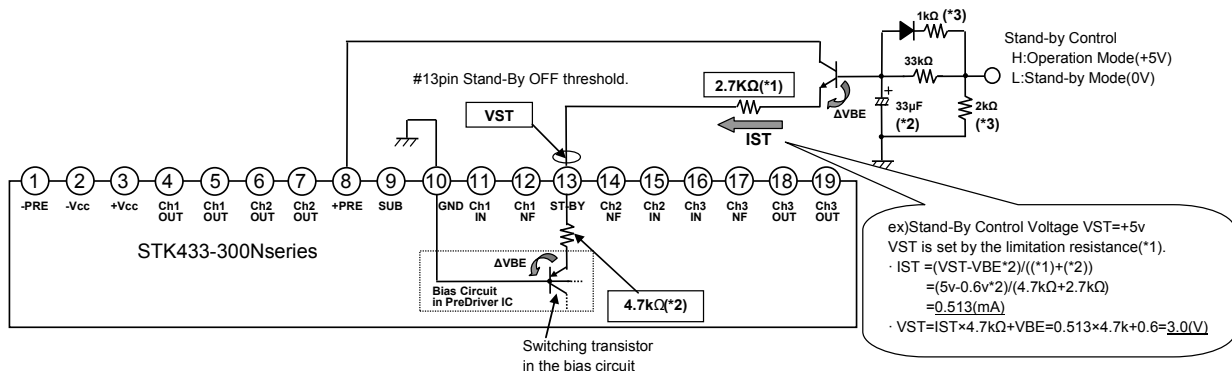 1kΩ (*3)
Stand-by Control
H:Operation Mode(+5V)
L:Stand-by Mode(0V)
33kΩ
#13pin Stand-By OFF threshold.
2.7KΩ(*1)
ΔVBE
+
33μF
(*2)
2kΩ
(*3)
VST
IST
1 2 3 4 5 6 7 8 9 10 11 12 13 14 15 16 17 18 19
-PRE -Vcc +Vcc Ch1 OUT Ch1 OUT Ch2 OUT Ch2 OUT +PRE SUB GND Ch1 IN Ch1 NF ST-BY Ch2 NF Ch2 IN Ch3 IN Ch3 NF Ch3 OUT Ch3 OUT
STK433-300Nseries
ΔVBE
Bias Circuit
in PreDriver IC
4.7kΩ(*2)
Switching transistor
in the bias circuit
ex)Stand-By Control Voltage VST=+5v
VST is set by the limitation resistance(*1).
· IST =(VST-VBE*2)/((*1)+(*2))
=(5v-0.6v*2)/(4.7kΩ+2.7kΩ)
=0.513(mA)
· VST=IST×4.7kΩ+VBE=0.513×4.7k+0.6=3.0(V)